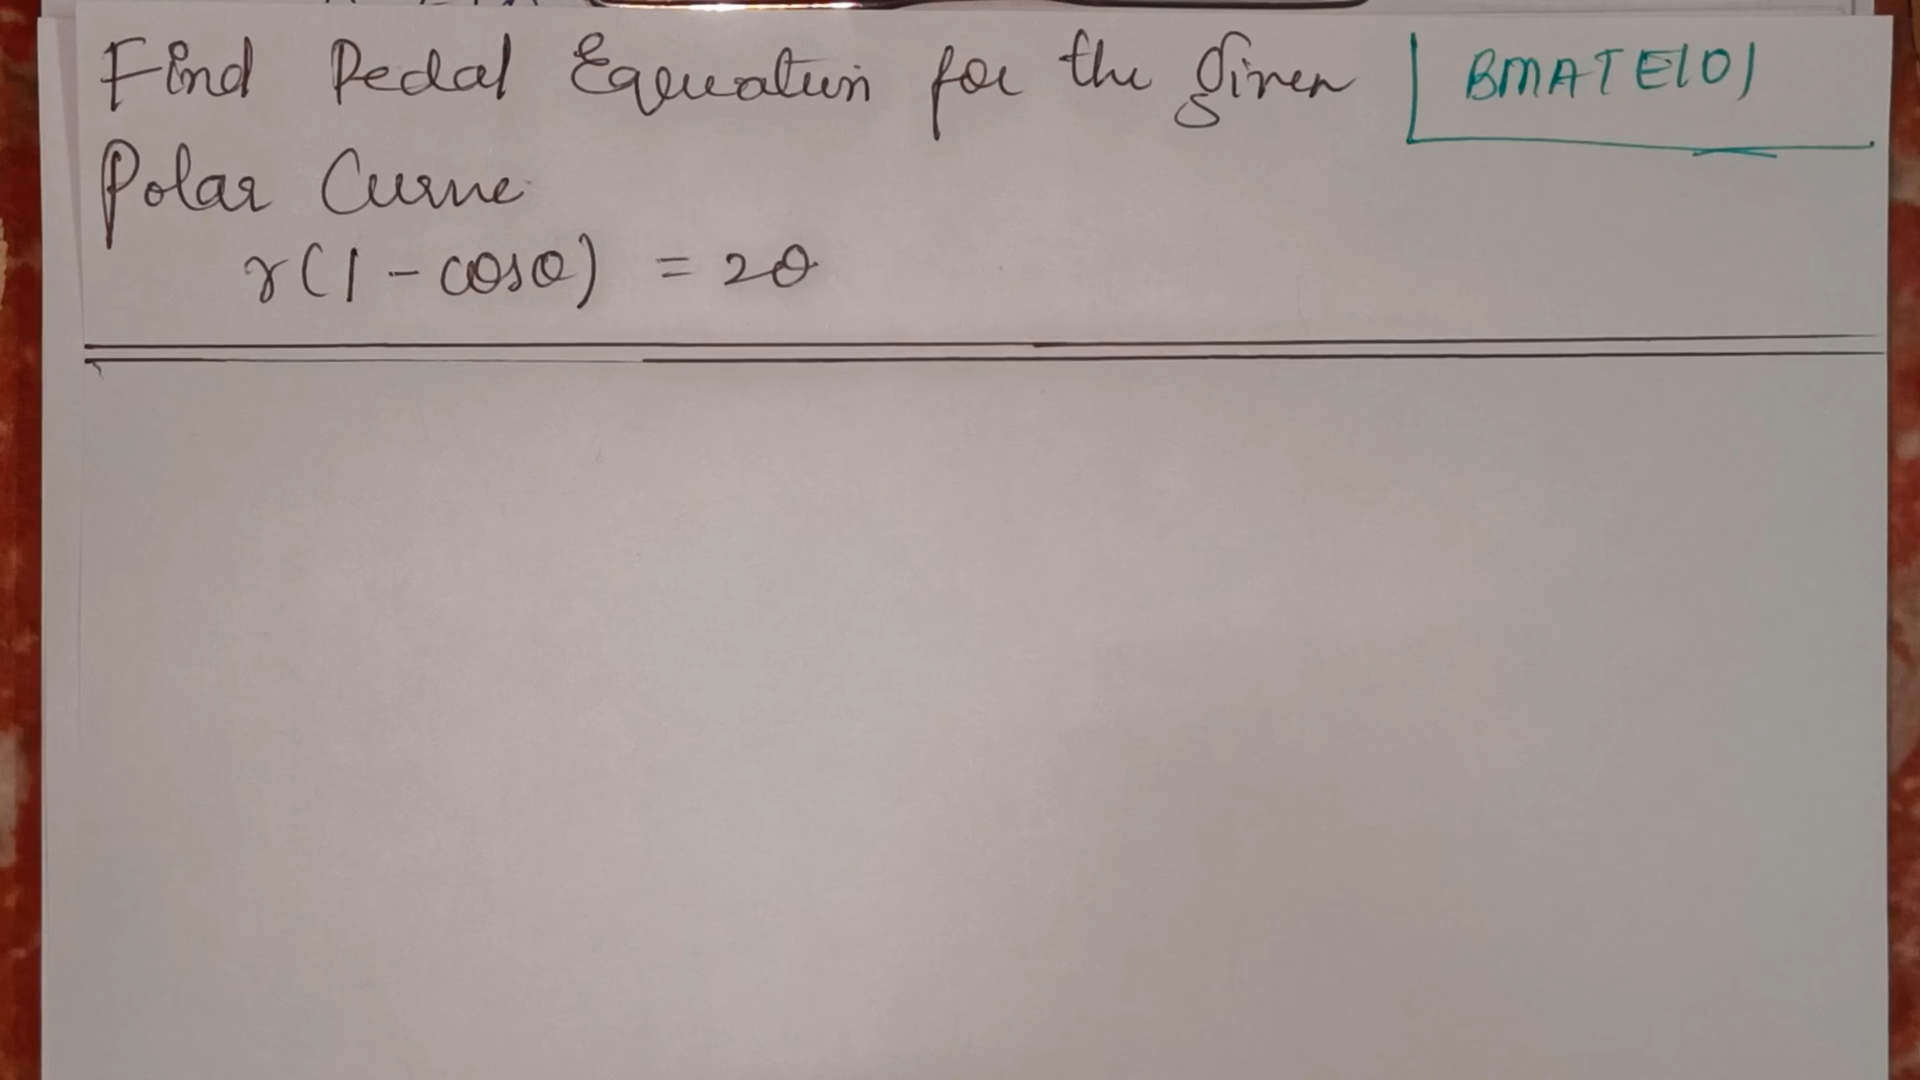 Find Pedal Equation for the given
BMATE101
Polar Curve
r(1 - cosθ) = 2θ